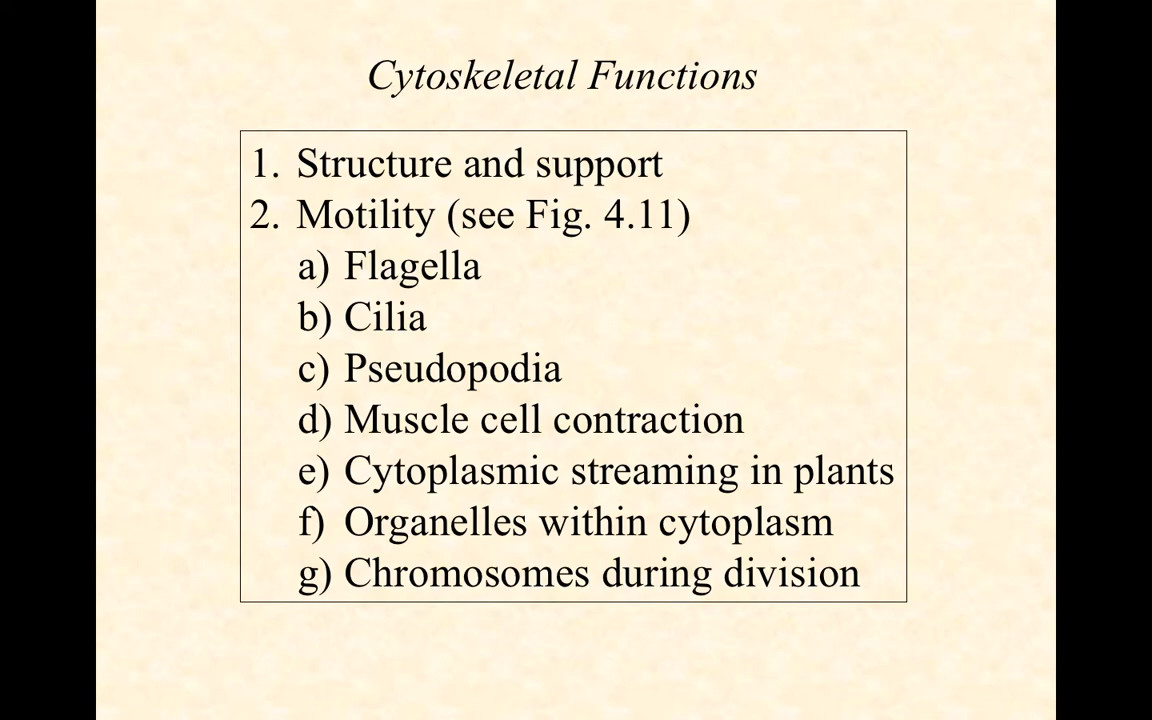 Cytoskeletal Functions
1. Structure and support
2. Motility (see Fig. 4.11)
a) Flagella
b) Cilia
c) Pseudopodia
d) Muscle cell contraction
e) Cytoplasmic streaming in plants
f) Organelles within cytoplasm
g) Chromosomes during division